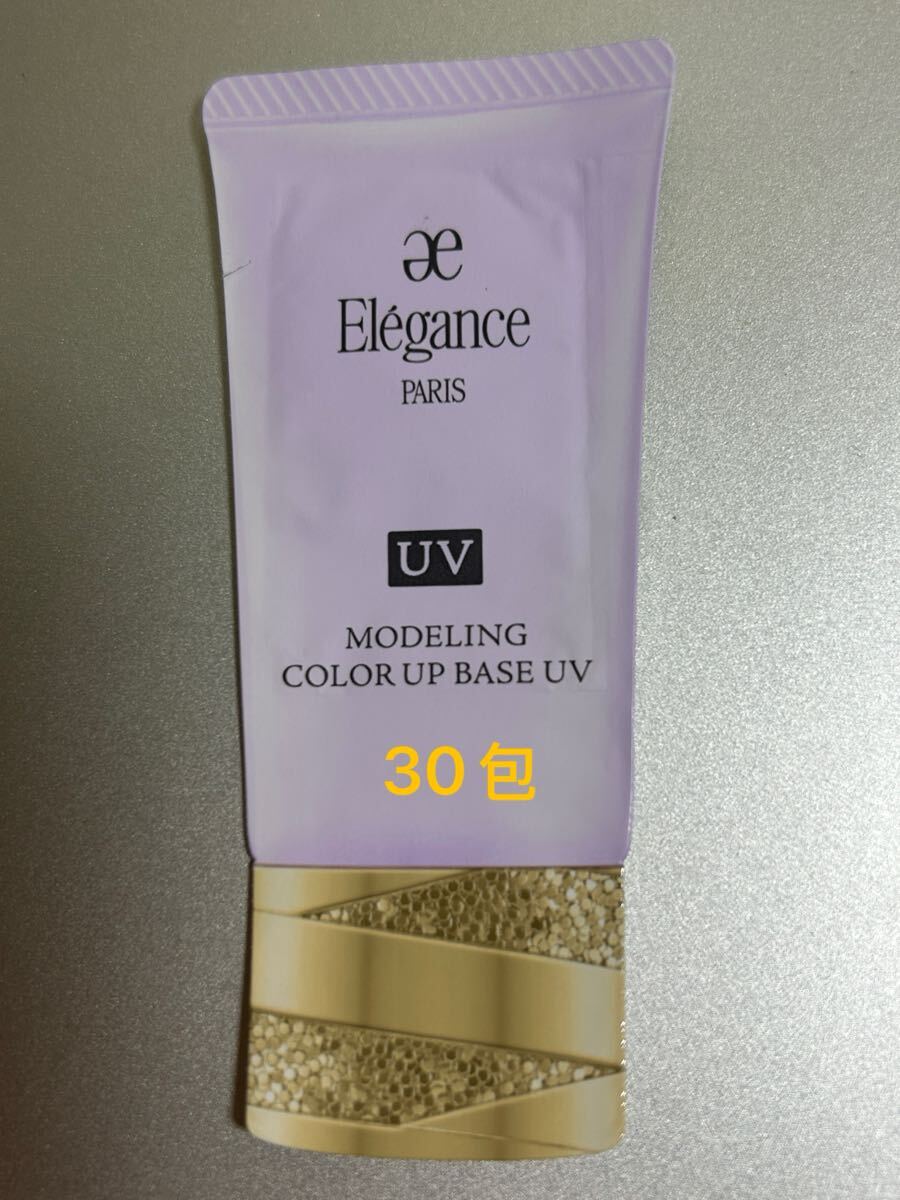 æ
Elégance
PARIS
UV
MODELING
COLOR UP BASE UV
30包